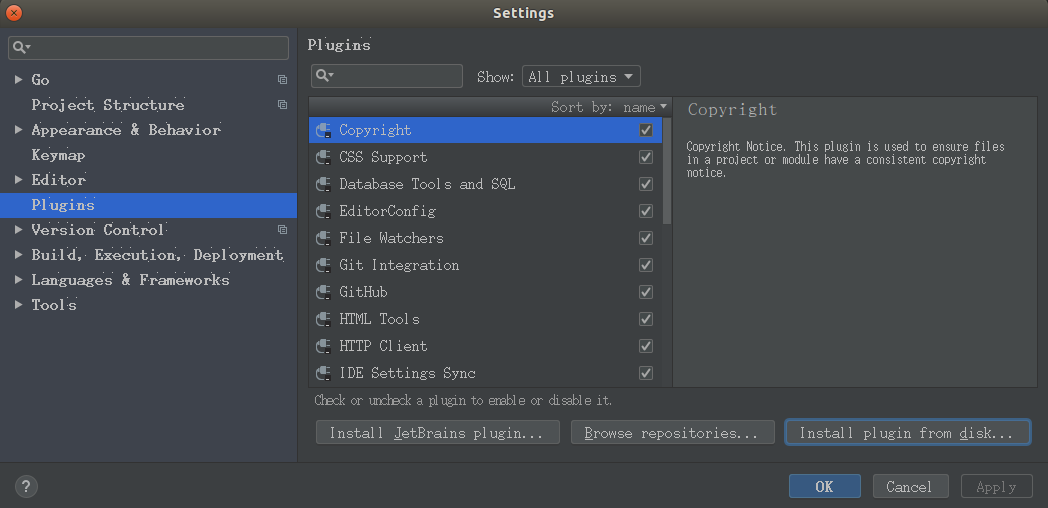 Settings
Plugins
Show: All plugins
Go
Project Structure
Appearance & Behavior
Keymap
Editor
Plugins
Version Control
Build, Execution, Deployment
Languages & Frameworks
Tools
Sort by: name
Copyright
CSS Support
Database Tools and SQL
EditorConfig
File Watchers
Git Integration
GitHub
HTML Tools
HTTP Client
IDE Settings Sync
Copyright
Copyright Notice. This plugin is used to ensure files
in a project or module have a consistent copyright
notice.
Check or uncheck a plugin to enable or disable it.
Install JetBrains plugin...
Browse repositories...
Install plugin from disk...
?
OK
Cancel
Apply